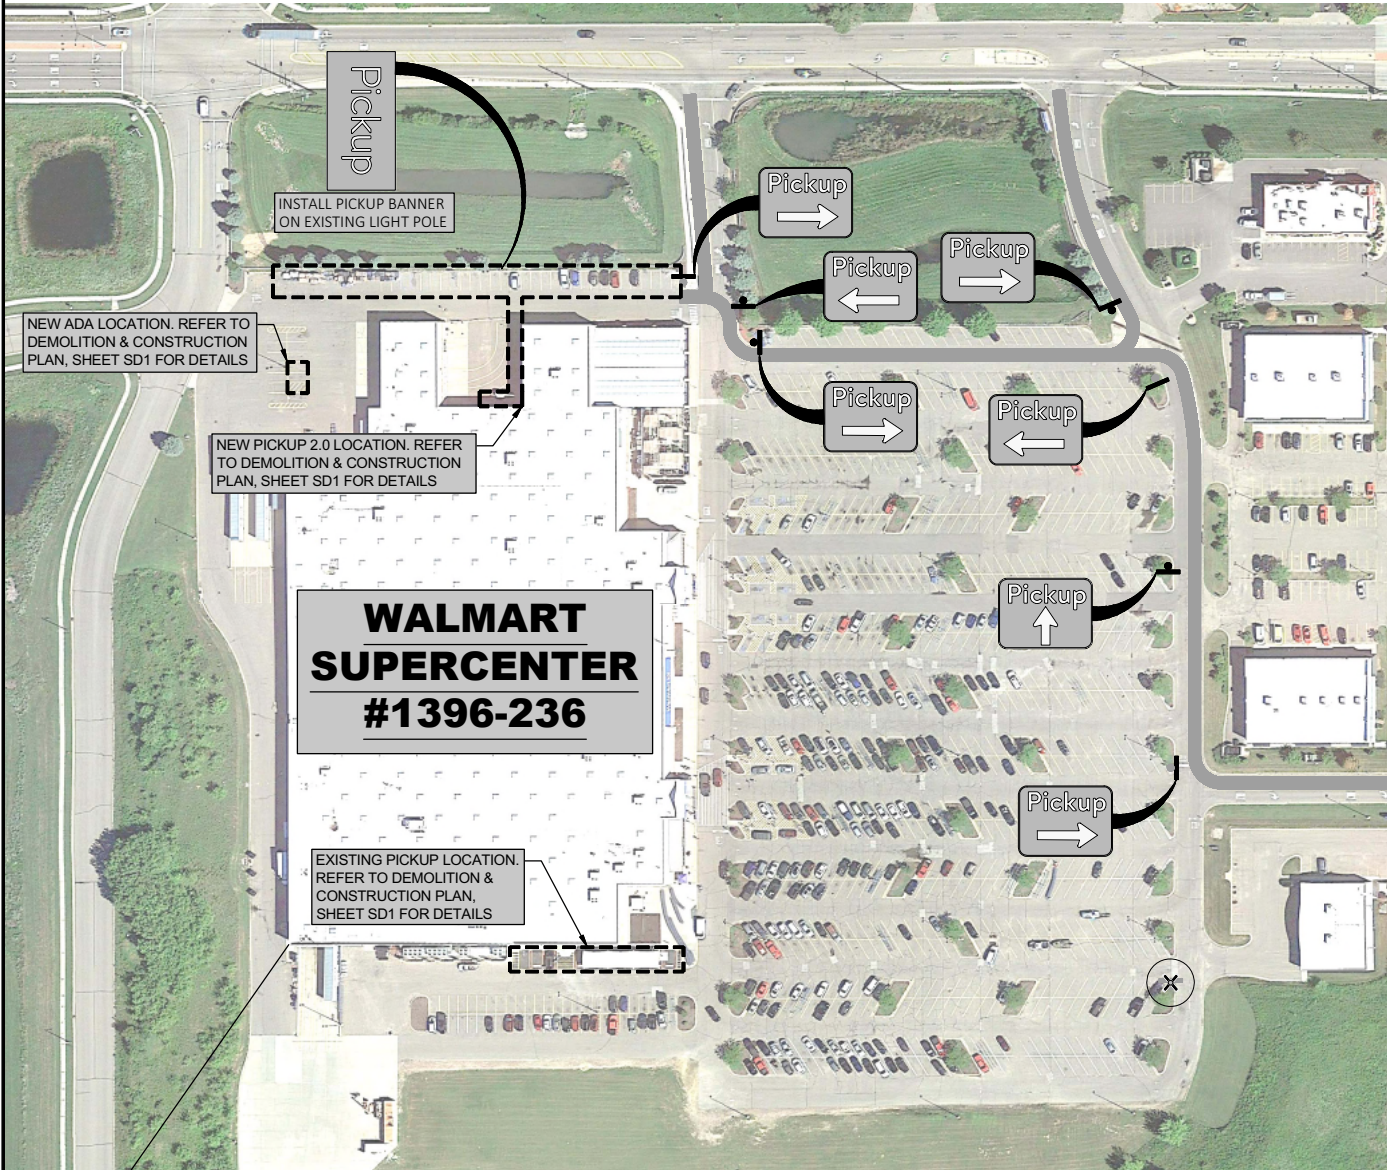 Pickup
INSTALL PICKUP BANNER
ON EXISTING LIGHT POLE
Pickup
Pickup
Pickup
NEW ADA LOCATION. REFER TO
DEMOLITION & CONSTRUCTION
PLAN, SHEET SD1 FOR DETAILS
Pickup
Pickup
NEW PICKUP 2.0 LOCATION. REFER
TO DEMOLITION & CONSTRUCTION
PLAN, SHEET SD1 FOR DETAILS
Pickup
WALMART
SUPERCENTER
#1396-236
Pickup
EXISTING PICKUP LOCATION.
REFER TO DEMOLITION &
CONSTRUCTION PLAN,
SHEET SD1 FOR DETAILS